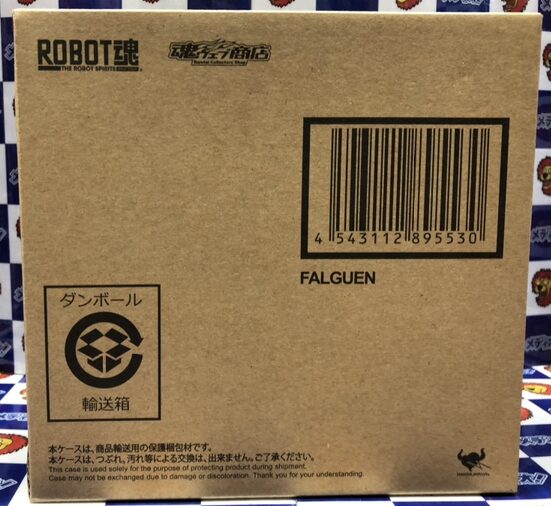 ROBOT魂
THE ROBOT SPIRITS
魂ウェブ商店
Bandai Collectors Shop
4 543112 895530
FALGUEN
ダンボール
輸送箱
本ケースは、商品輸送用の保護梱包材です。
本ケースはつぶれ、汚れ等による交換は、出来ません。ご了承ください。
This case is used solely for the purpose of protecting product during shipment.
Case may not be exchanged due to damage or discoloration. Thank you for your understanding.